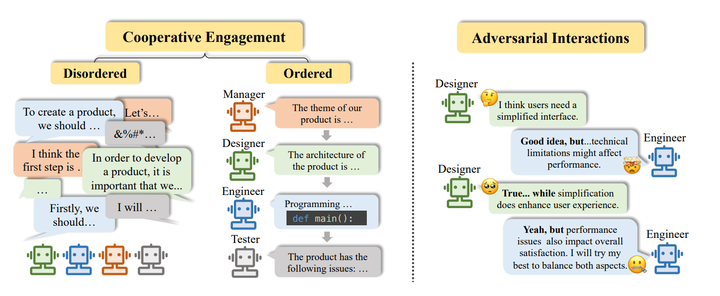 Cooperative Engagement
Disordered
To create a product,
we should …
Let’s…
&%#*…
I think the
first step is .
In order to develop
a product, it is
important that we...
…
Firstly, we
should…
I will …
Ordered
Manager
The theme of our
product is …
Designer
The architecture of
the product is …
Engineer
Programming …
def main():
Tester
The product has the
following issues: …
Adversarial Interactions
Designer
I think users need a
simplified interface.
Engineer
Good idea, but...technical
limitations might affect
performance.
Designer
True... while simplification
does enhance user experience.
Engineer
Yeah, but performance
issues also impact overall
satisfaction. I will try my
best to balance both aspects.